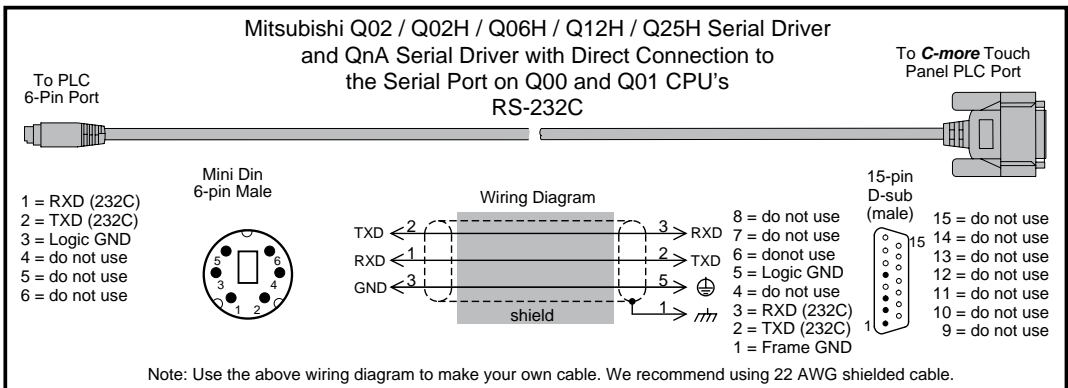 Mitsubishi Q02 / Q02H / Q06H / Q12H / Q25H Serial Driver
and QnA Serial Driver with Direct Connection to
the Serial Port on Q00 and Q01 CPU's
RS-232C
To PLC
6-Pin Port
To C-more Touch
Panel PLC Port
1 = RXD (232C)
2 = TXD (232C)
3 = Logic GND
4 = do not use
5 = do not use
6 = do not use
Mini Din
6-pin Male
5 6
3 4
1 2
Wiring Diagram
TXD 2 3 RXD
RXD 1 2 TXD
GND 3 5
1
shield
8 = do not use
7 = do not use
6 = donot use
5 = Logic GND
4 = do not use
3 = RXD (232C)
2 = TXD (232C)
1 = Frame GND
15-pin
D-sub
(male)
15
1
15 = do not use
14 = do not use
13 = do not use
12 = do not use
11 = do not use
10 = do not use
9 = do not use
Note: Use the above wiring diagram to make your own cable. We recommend using 22 AWG shielded cable.